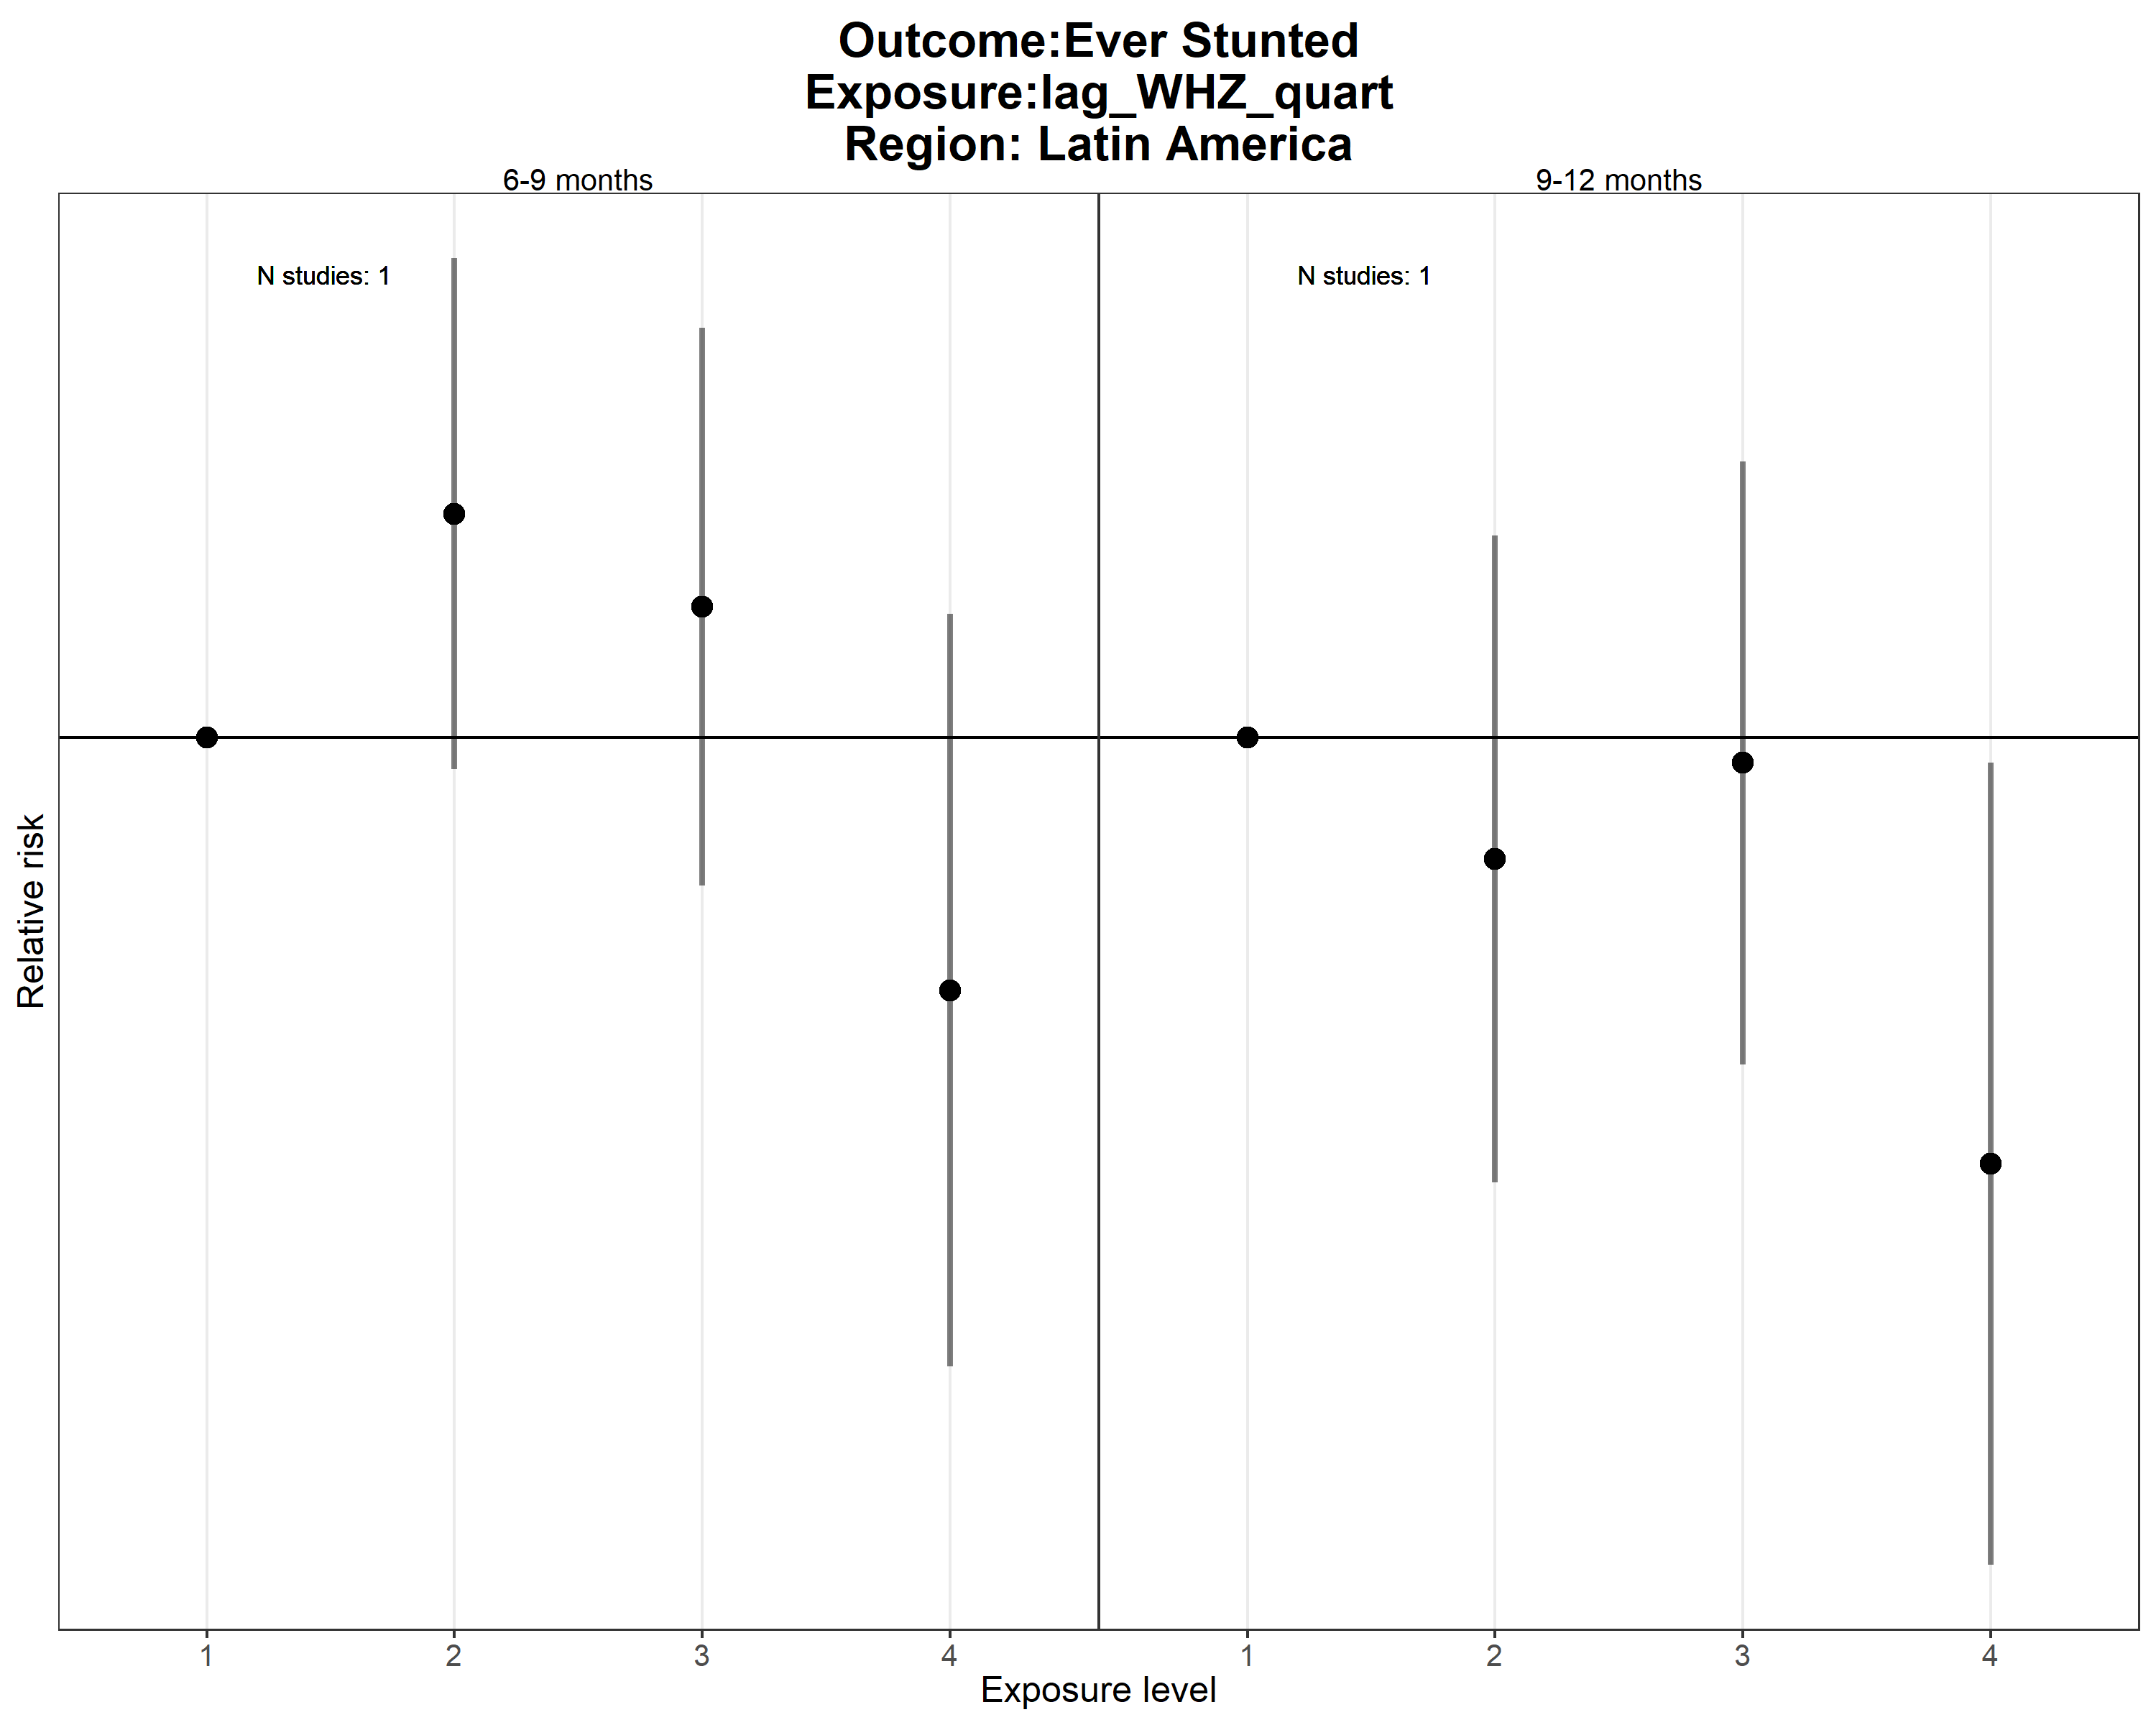 Outcome:Ever Stunted
Exposure:lag_WHZ_quart
Region: Latin America
6-9 months
9-12 months
N studies: 1
N studies: 1
Relative risk
1
2
3
4
1
2
3
4
Exposure level